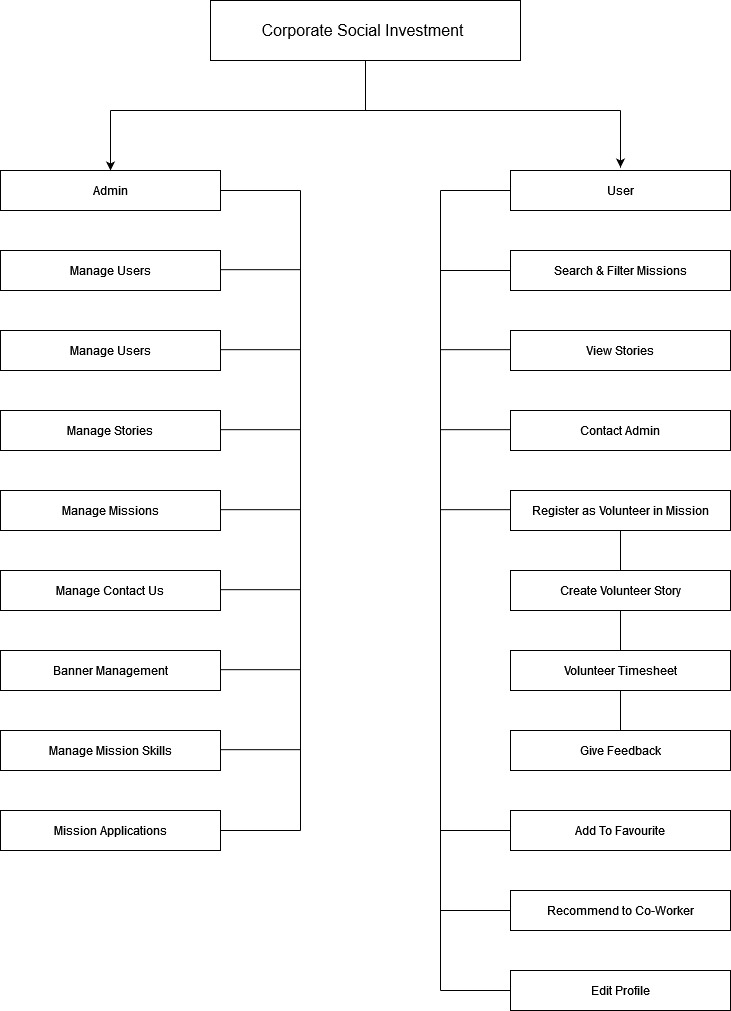 Corporate Social Investment
Admin
Manage Users
Manage Users
Manage Stories
Manage Missions
Manage Contact Us
Banner Management
Manage Mission Skills
Mission Applications
User
Search & Filter Missions
View Stories
Contact Admin
Register as Volunteer in Mission
Create Volunteer Story
Volunteer Timesheet
Give Feedback
Add To Favourite
Recommend to Co-Worker
Edit Profile